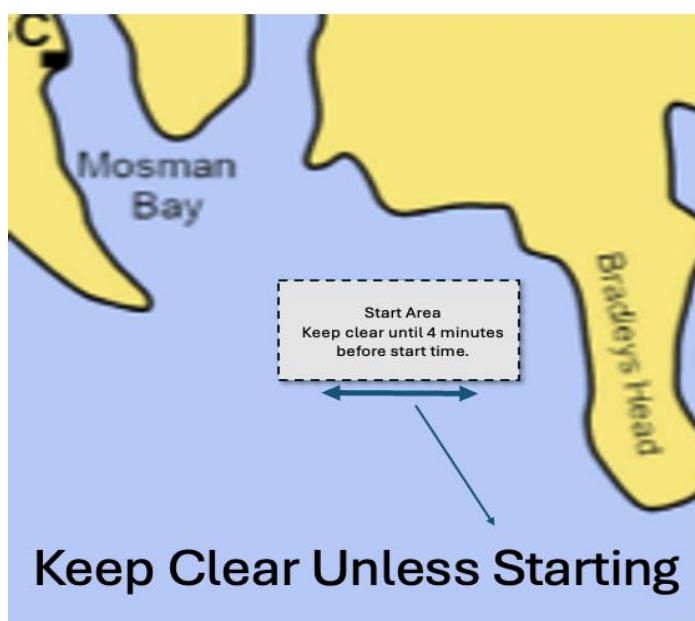 C
Mosman
Bay
Start Area
Keep clear until 4 minutes
before start time.
Bradleys Head
Keep Clear Unless Starting